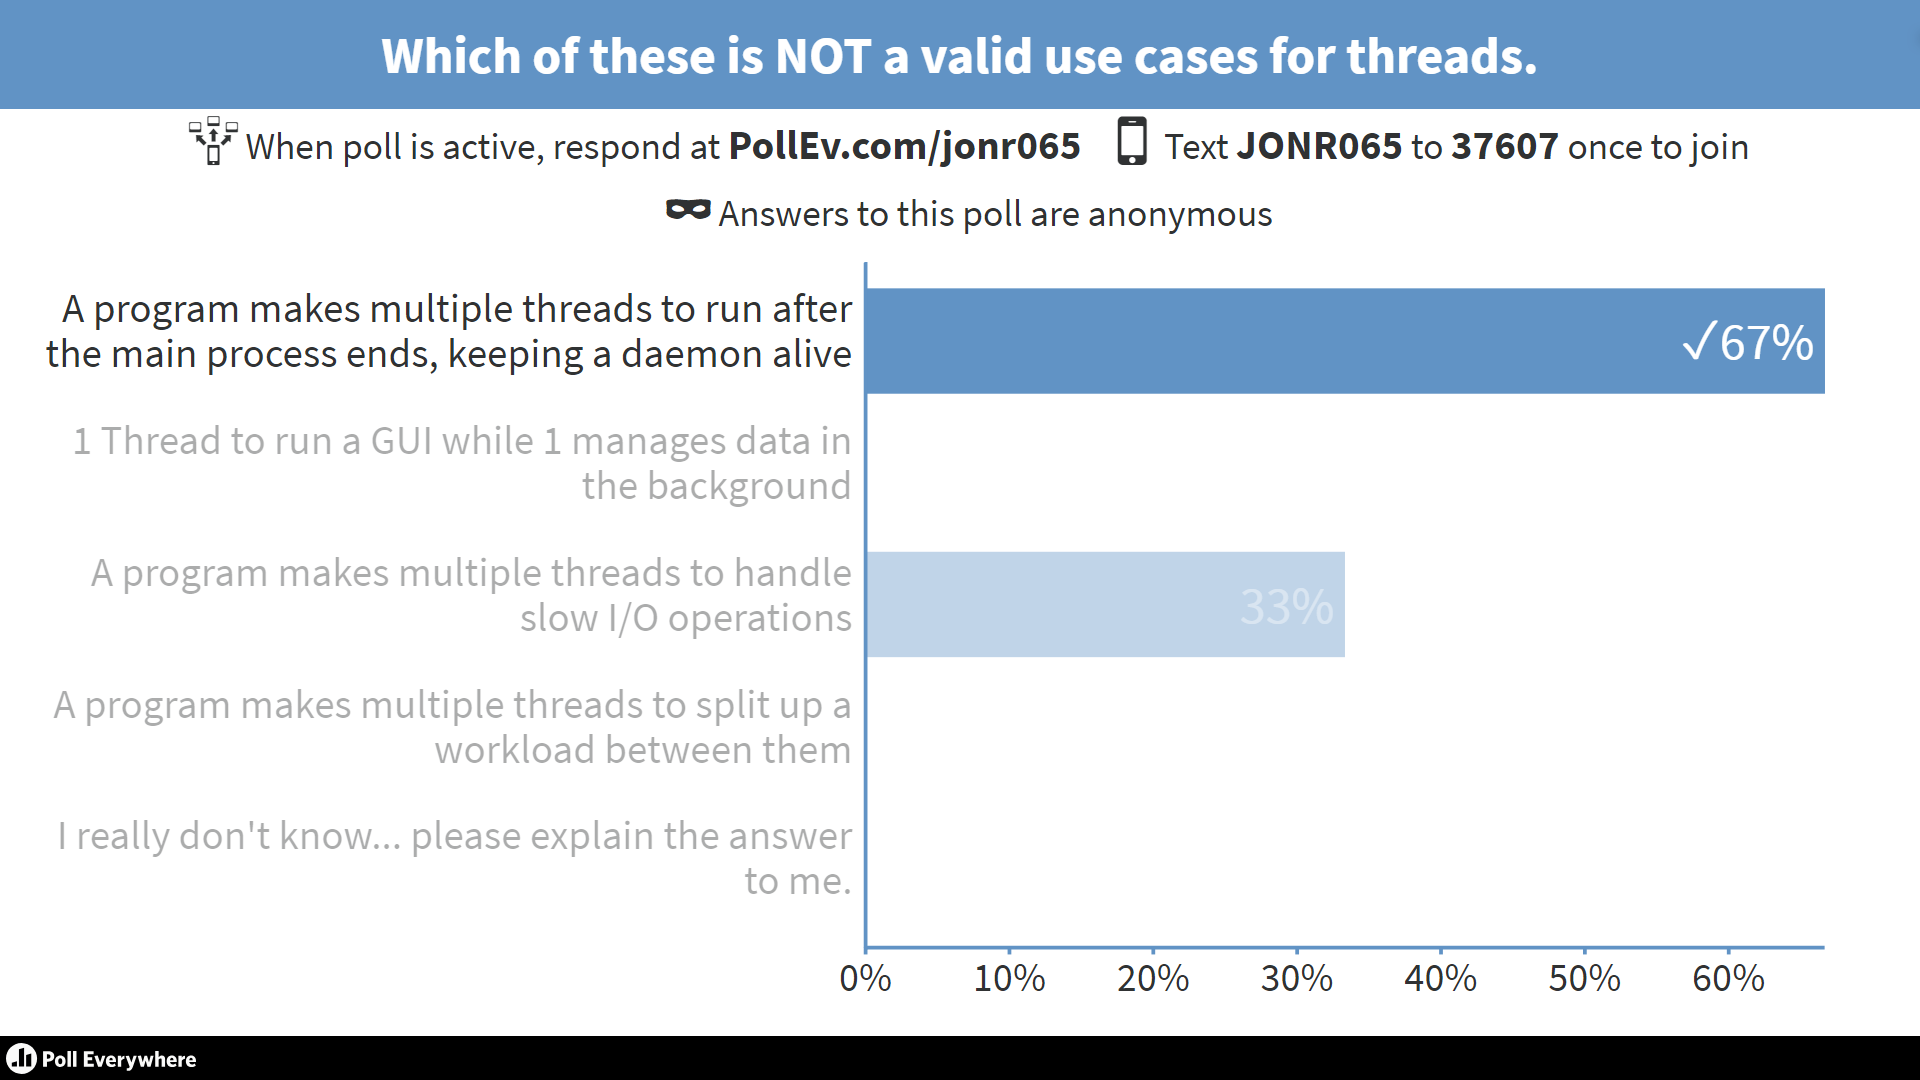 Which of these is NOT a valid use cases for threads.
When poll is active, respond at PollEv.com/jonr065 Text JONR065 to 37607 once to join
Answers to this poll are anonymous
A program makes multiple threads to run after
the main process ends, keeping a daemon alive
✓67%
1 Thread to run a GUI while 1 manages data in
the background
A program makes multiple threads to handle
slow I/O operations
33%
A program makes multiple threads to split up a
workload between them
I really don't know... please explain the answer
to me.
0% 10% 20% 30% 40% 50% 60%
Poll Everywhere